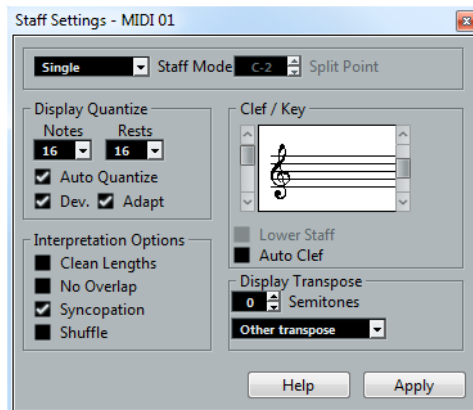 Staff Settings - MIDI 01
Single Staff Mode C-2 Split Point
Display Quantize
Notes Rests
16 16
Auto Quantize
Dev. Adapt
Interpretation Options
Clean Lengths
No Overlap
Syncopation
Shuffle
Clef / Key
Lower Staff
Auto Clef
Display Transpose
0 Semitones
Other transpose
Help Apply